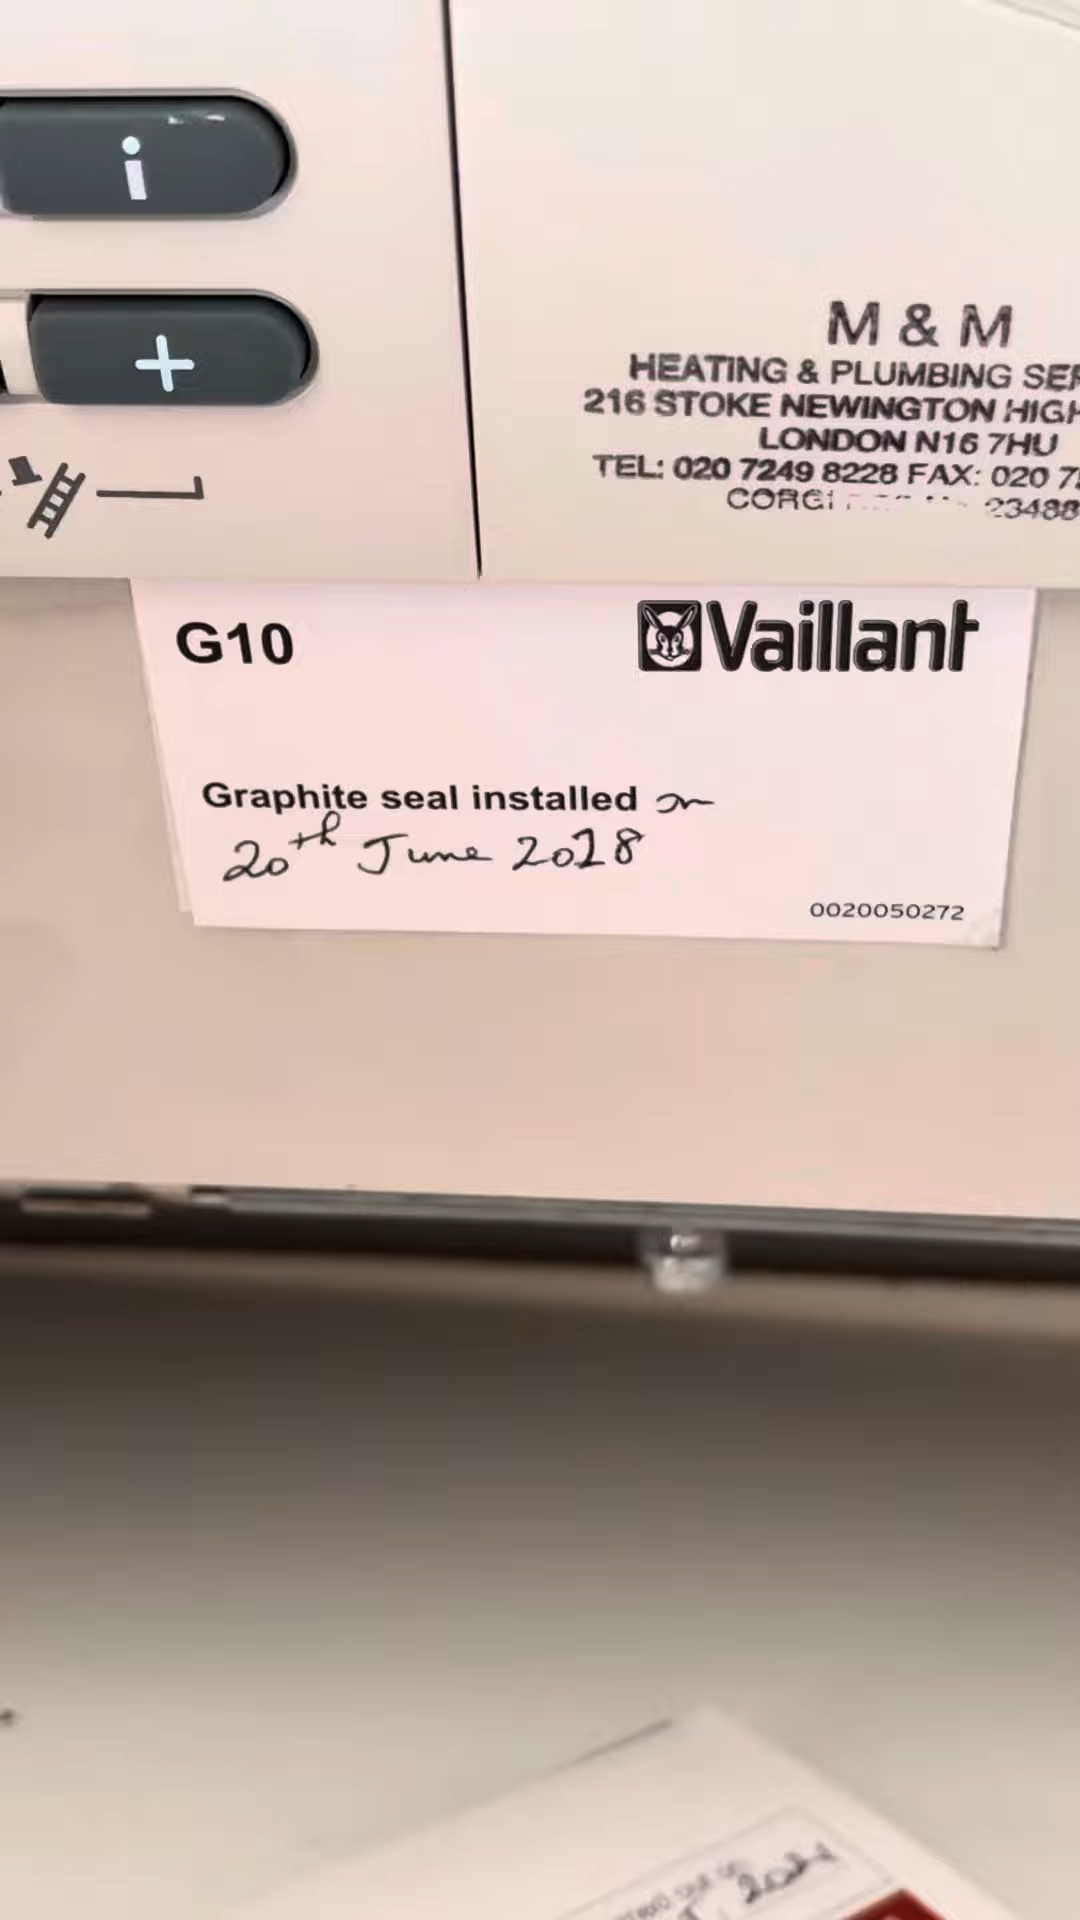 i
+
M & M
HEATING & PLUMBING SER
216 STOKE NEWINGTON HIGH
LONDON N16 7HU
TEL: 020 7249 8228 FAX: 020 7
CORGI 23488
G10
Vaillant
Graphite seal installed on
20th June 2018
0020050272